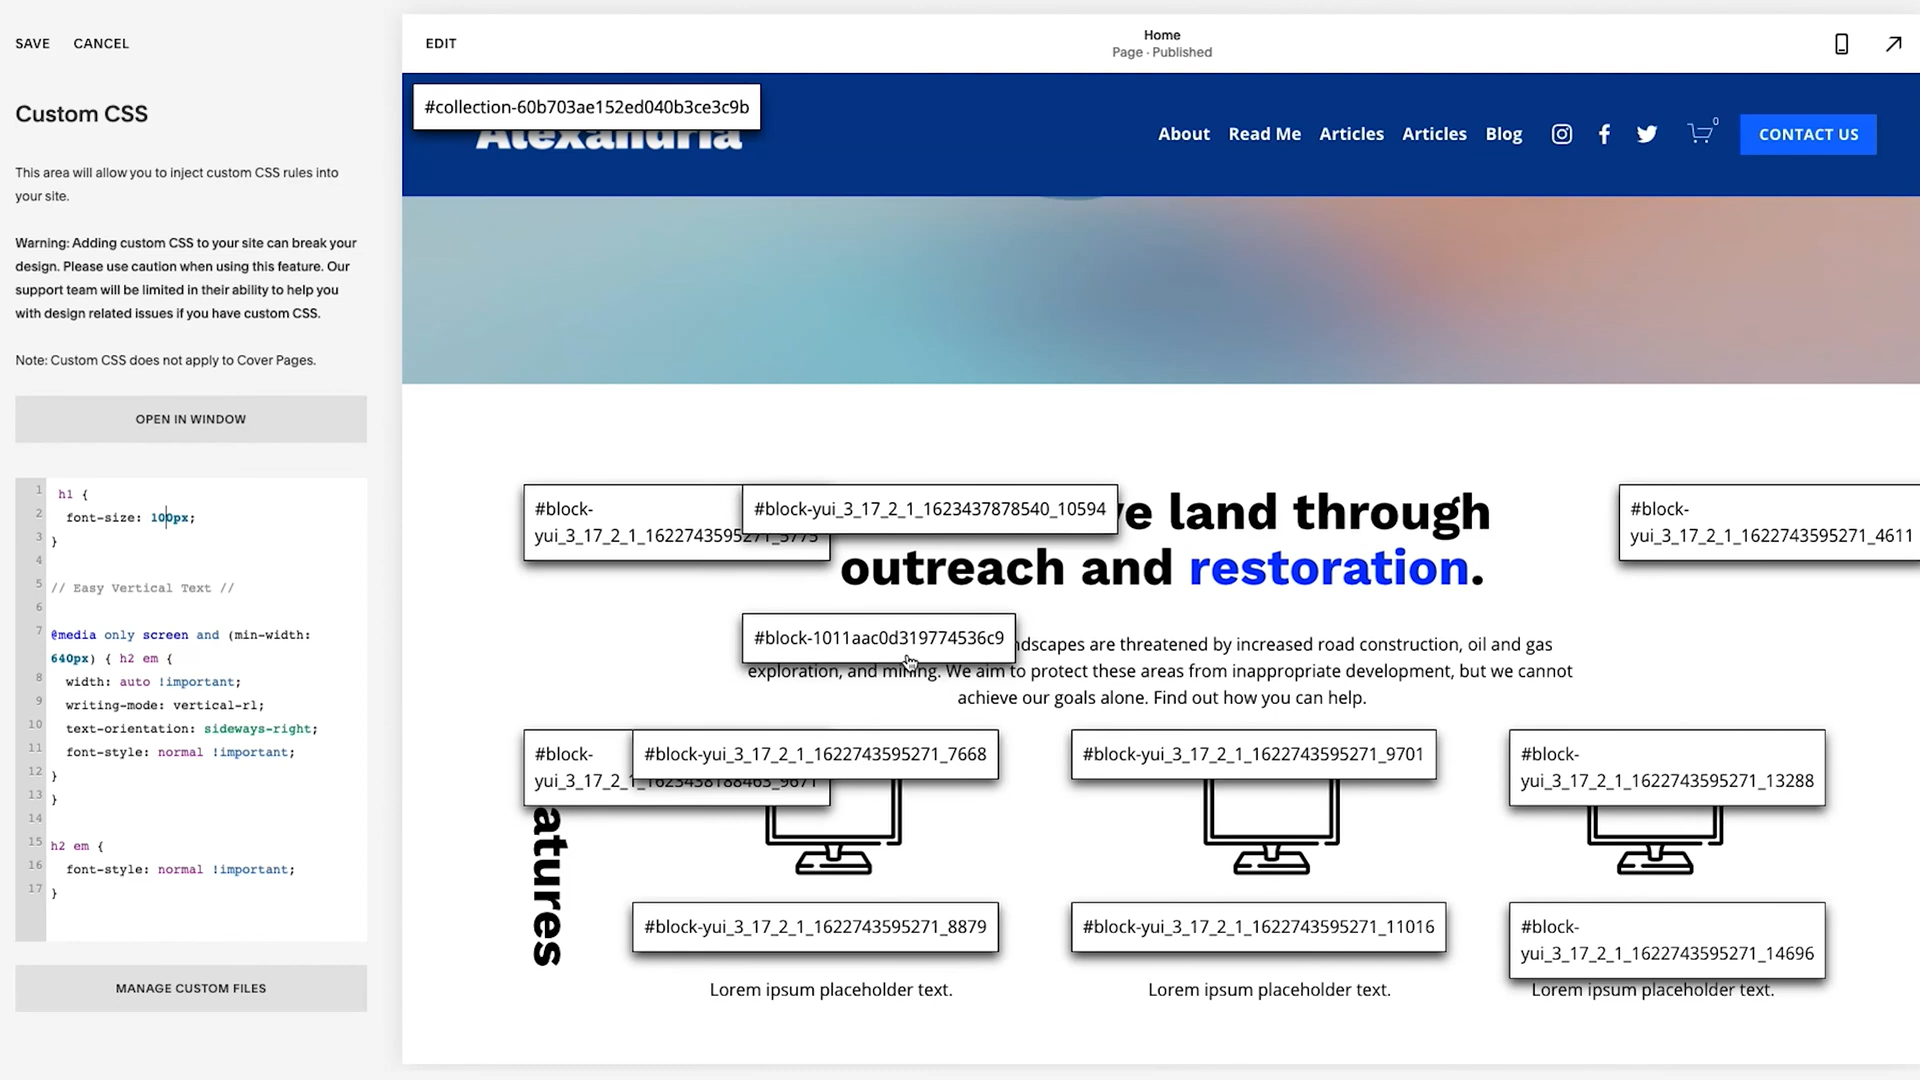 SAVE CANCEL
Custom CSS
This area will allow you to inject custom CSS rules into
your site.
Warning: Adding custom CSS to your site can break your
design. Please use caution when using this feature. Our
support team will be limited in their ability to help you
with design related issues if you have custom CSS.
Note: Custom CSS does not apply to Cover Pages.
OPEN IN WINDOW
1 h1 {
2 font-size: 100px;
3 }
4
5 // Easy Vertical Text //
6
7 @media only screen and (min-width:
640px) { h2 em {
8 width: auto !important;
9 writing-mode: vertical-rl;
10 text-orientation: sideways-right;
11 font-style: normal !important;
12 }
13 }
14
15 h2 em {
16 font-style: normal !important;
17 }
MANAGE CUSTOM FILES
EDIT
Home
Page · Published
#collection-60b703ae152ed040b3ce3c9b
Alexandria
About Read Me Articles Articles Blog 0 CONTACT US
#block-
yui_3_17_2_1_1622743595271_5775
#block-yui_3_17_2_1_1623437878540_10594
ve land through
#block-
yui_3_17_2_1_1622743595271_4611
outreach and restoration.
#block-1011aac0d319774536c9
ndscapes are threatened by increased road construction, oil and gas
exploration, and mining. We aim to protect these areas from inappropriate development, but we cannot
achieve our goals alone. Find out how you can help.
#block-
yui_3_17_2_1_1623438188463_9671
#block-yui_3_17_2_1_1622743595271_7668
#block-yui_3_17_2_1_1622743595271_9701
#block-
yui_3_17_2_1_1622743595271_13288
atures
#block-yui_3_17_2_1_1622743595271_8879
#block-yui_3_17_2_1_1622743595271_11016
#block-
yui_3_17_2_1_1622743595271_14696
Lorem ipsum placeholder text.
Lorem ipsum placeholder text.
Lorem ipsum placeholder text.